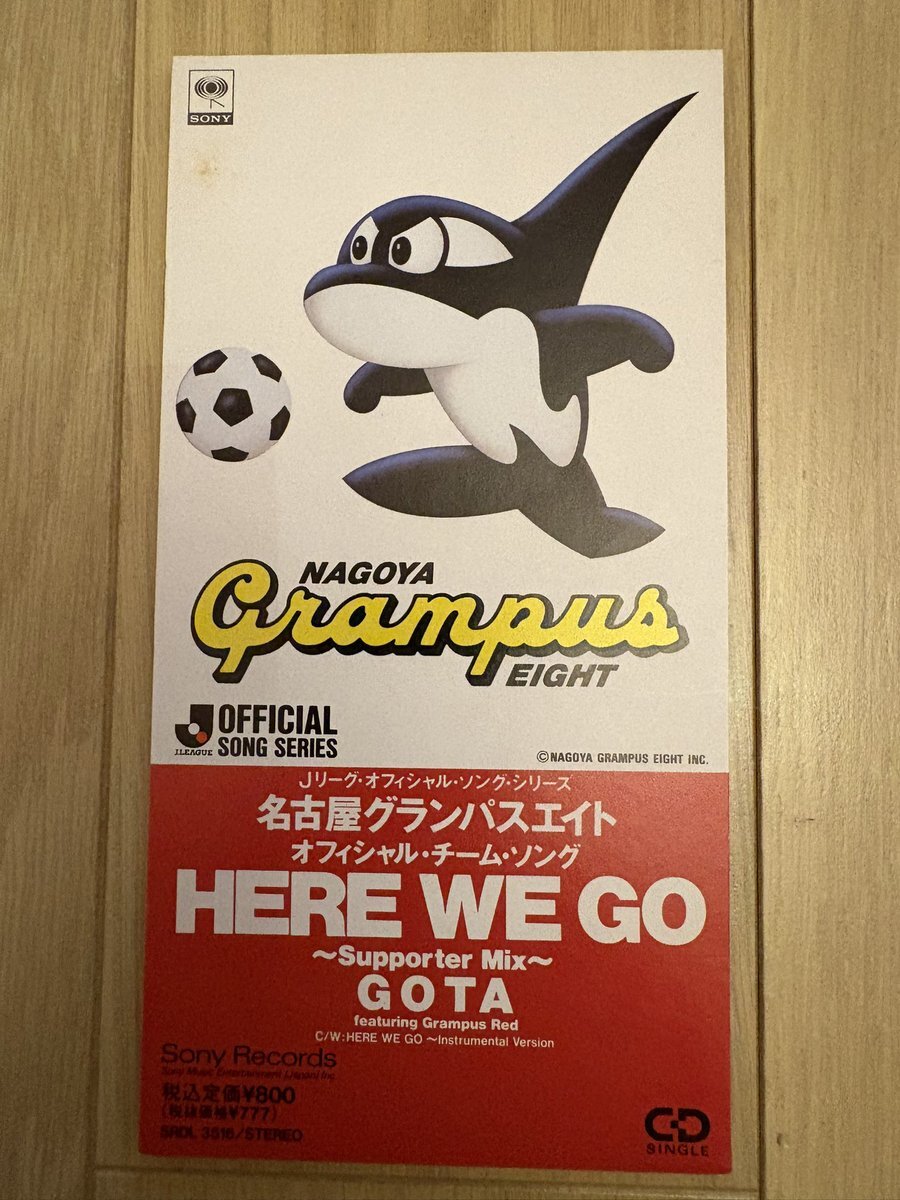 SONY
NAGOYA
Grampus
EIGHT
J.LEAGUE
OFFICIAL
SONG SERIES
©NAGOYA GRAMPUS EIGHT INC.
Jリーグ・オフィシャル・ソング・シリーズ
名古屋グランパスエイト
オフィシャル・チーム・ソング
HERE WE GO
〜Supporter Mix〜
GOTA
featuring Grampus Red
C/W:HERE WE GO 〜Instrumental Version
Sony Records
Sony Music Entertainment (Japan) Inc.
税込定価¥800
(税抜価格¥777)
SRDL 3516/STEREO
CD
SINGLE